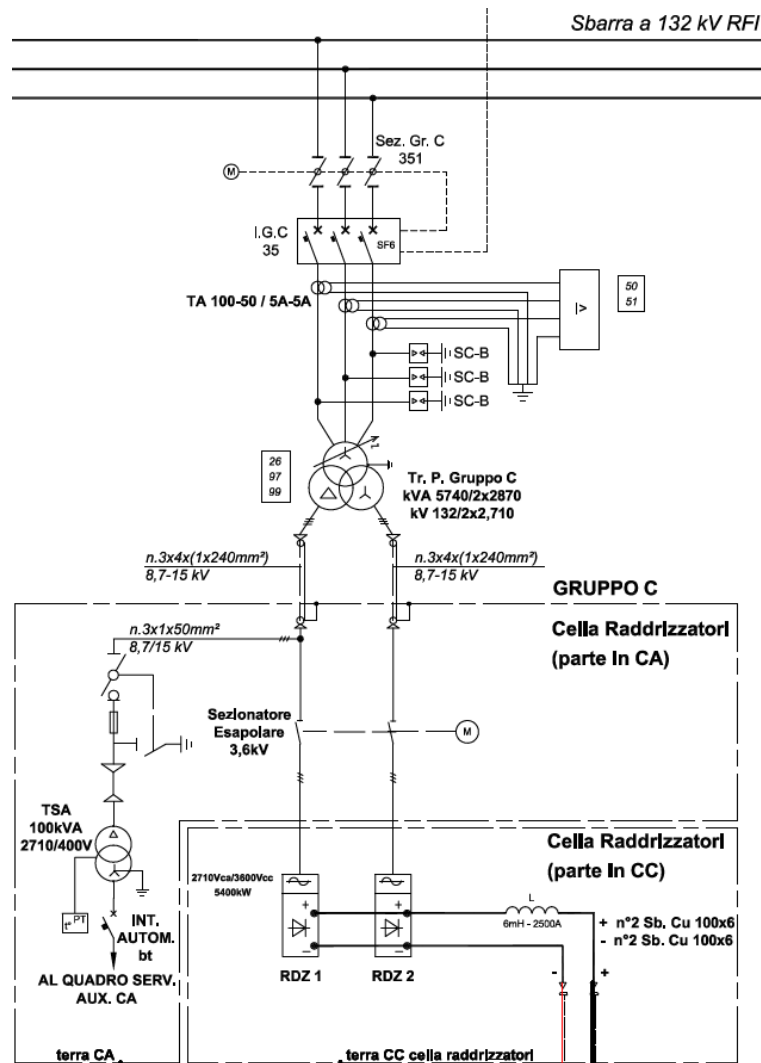 Sbarra a 132 kV RFI
Sez. Gr. C
351
M
I.G.C
35
SF6
TA 100-50 / 5A-5A
I>
50
51
SC-B
SC-B
SC-B
26
97
99
Tr. P. Gruppo C
kVA 5740/2x2870
kV 132/2x2,710
n.3x4x(1x240mm²)
8,7-15 kV
n.3x4x(1x240mm²)
8,7-15 kV
GRUPPO C
n.3x1x50mm²
8,7/15 kV
Cella Raddrizzatori
(parte in CA)
Sezionatore
Esapolare
3,6kV
M
TSA
100kVA
2710/400V
Cella Raddrizzatori
(parte in CC)
2710Vca/3600Vcc
5400kW
L
6mH - 2500A
+ n°2 Sb. Cu 100x6
- n°2 Sb. Cu 100x6
+
+
-
-
RDZ 1
RDZ 2
- +
t° PT
INT.
AUTOM.
bt
AL QUADRO SERV.
AUX. CA
terra CA
terra CC cella raddrizzatori